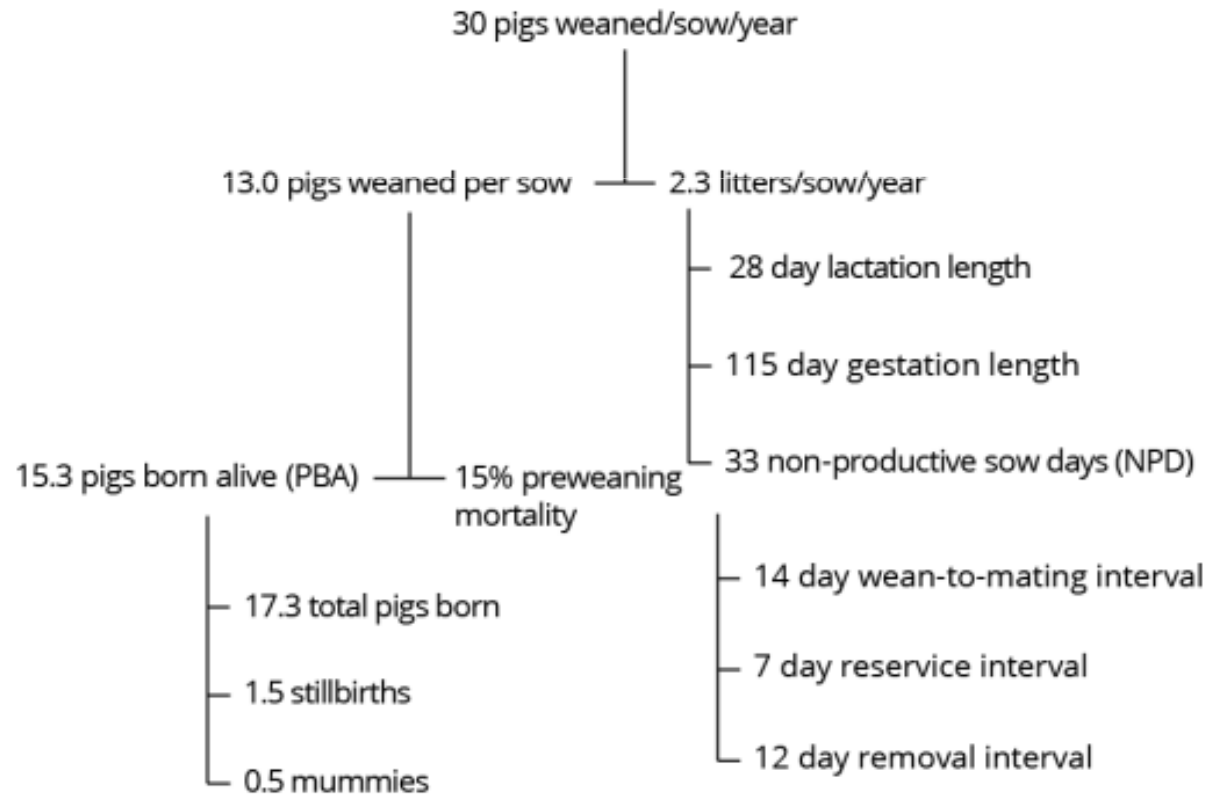 30 pigs weaned/sow/year
13.0 pigs weaned per sow
2.3 litters/sow/year
28 day lactation length
115 day gestation length
33 non-productive sow days (NPD)
15.3 pigs born alive (PBA)
15% preweaning
mortality
17.3 total pigs born
1.5 stillbirths
0.5 mummies
14 day wean-to-mating interval
7 day reservice interval
12 day removal interval